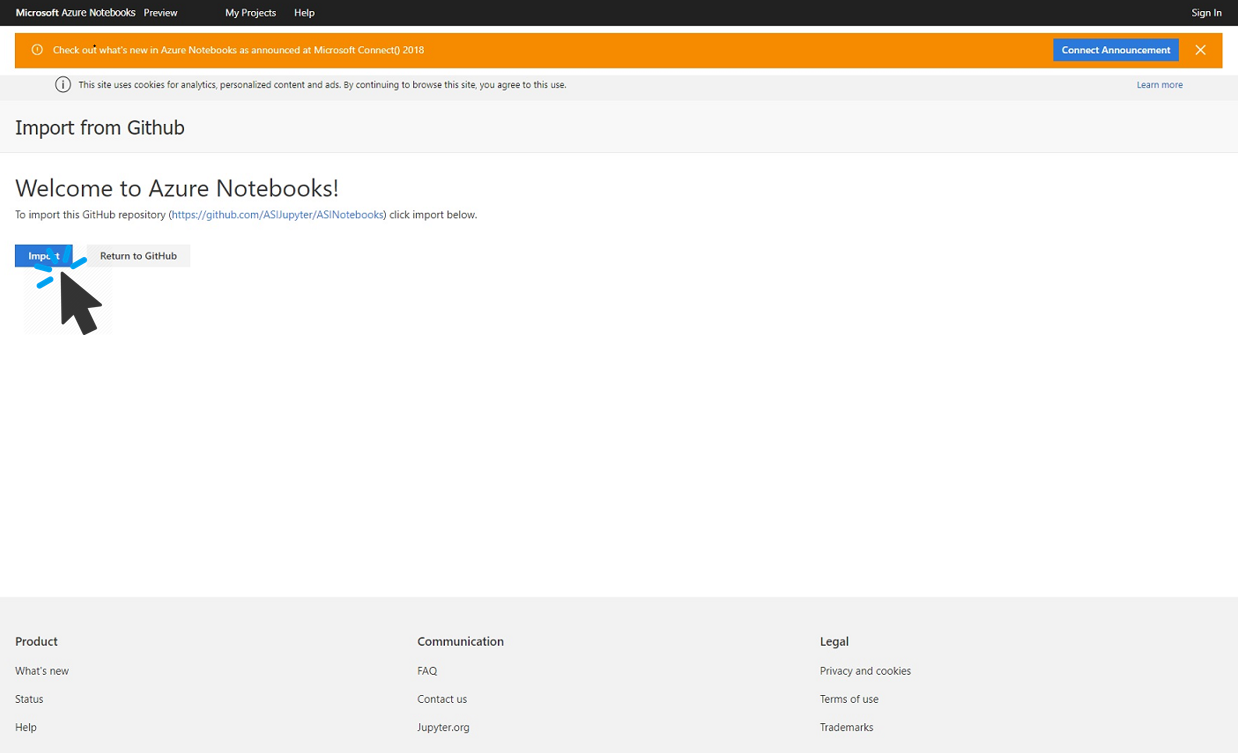 Microsoft Azure Notebooks Preview My Projects Help Sign In
Check out what's new in Azure Notebooks as announced at Microsoft Connect() 2018 Connect Announcement
This site uses cookies for analytics, personalized content and ads. By continuing to browse this site, you agree to this use. Learn more
Import from Github
Welcome to Azure Notebooks!
To import this GitHub repository (https://github.com/ASIJupyter/ASINotebooks) click import below.
Import Return to GitHub
Product Communication Legal
What's new FAQ Privacy and cookies
Status Contact us Terms of use
Help Jupyter.org Trademarks